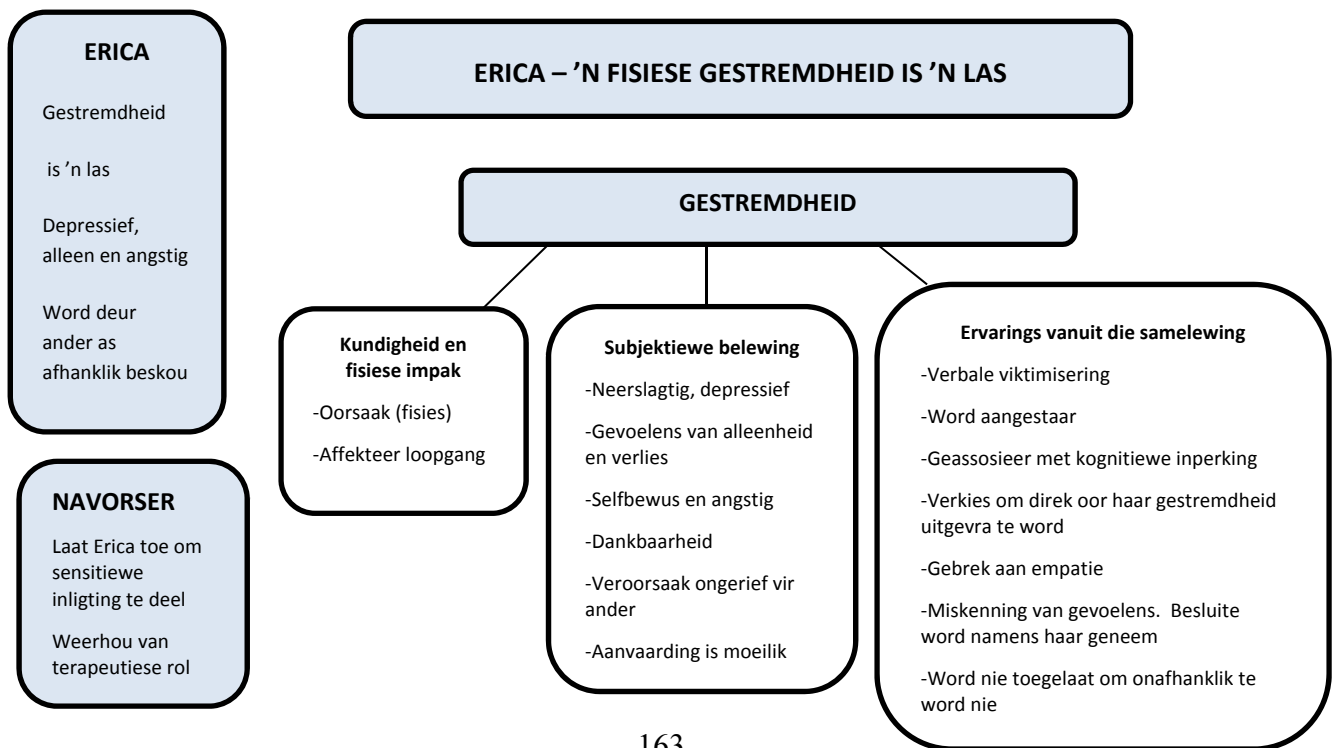 ERICA
Gestremdheid
is ’n las
Depressief,
alleen en angstig
Word deur
ander as
afhanklik beskou
NAVORSER
Laat Erica toe om
sensitiewe
inligting te deel
Weerhou van
terapeutiese rol
ERICA – ’N FISIESE GESTREMDHEID IS ’N LAS
GESTREMDHEID
Kundigheid en
fisiese impak
-Oorsaak (fisies)
-Affekteer loopgang
Subjektiewe belewing
-Neerslagtig, depressief
-Gevoelens van alleenheid
en verlies
-Selfbewus en angstig
-Dankbaarheid
-Veroorsaak ongerief vir
ander
-Aanvaarding is moeilik
Ervarings vanuit die samelewing
-Verbale viktimisering
-Word aangestaar
-Geassosieer met kognitiewe inperking
-Verkies om direk oor haar gestremdheid
uitgevra te word
-Gebrek aan empatie
-Miskenning van gevoelens.  Besluite
word namens haar geneem
-Word nie toegelaat om onafhanklik te
word nie
163